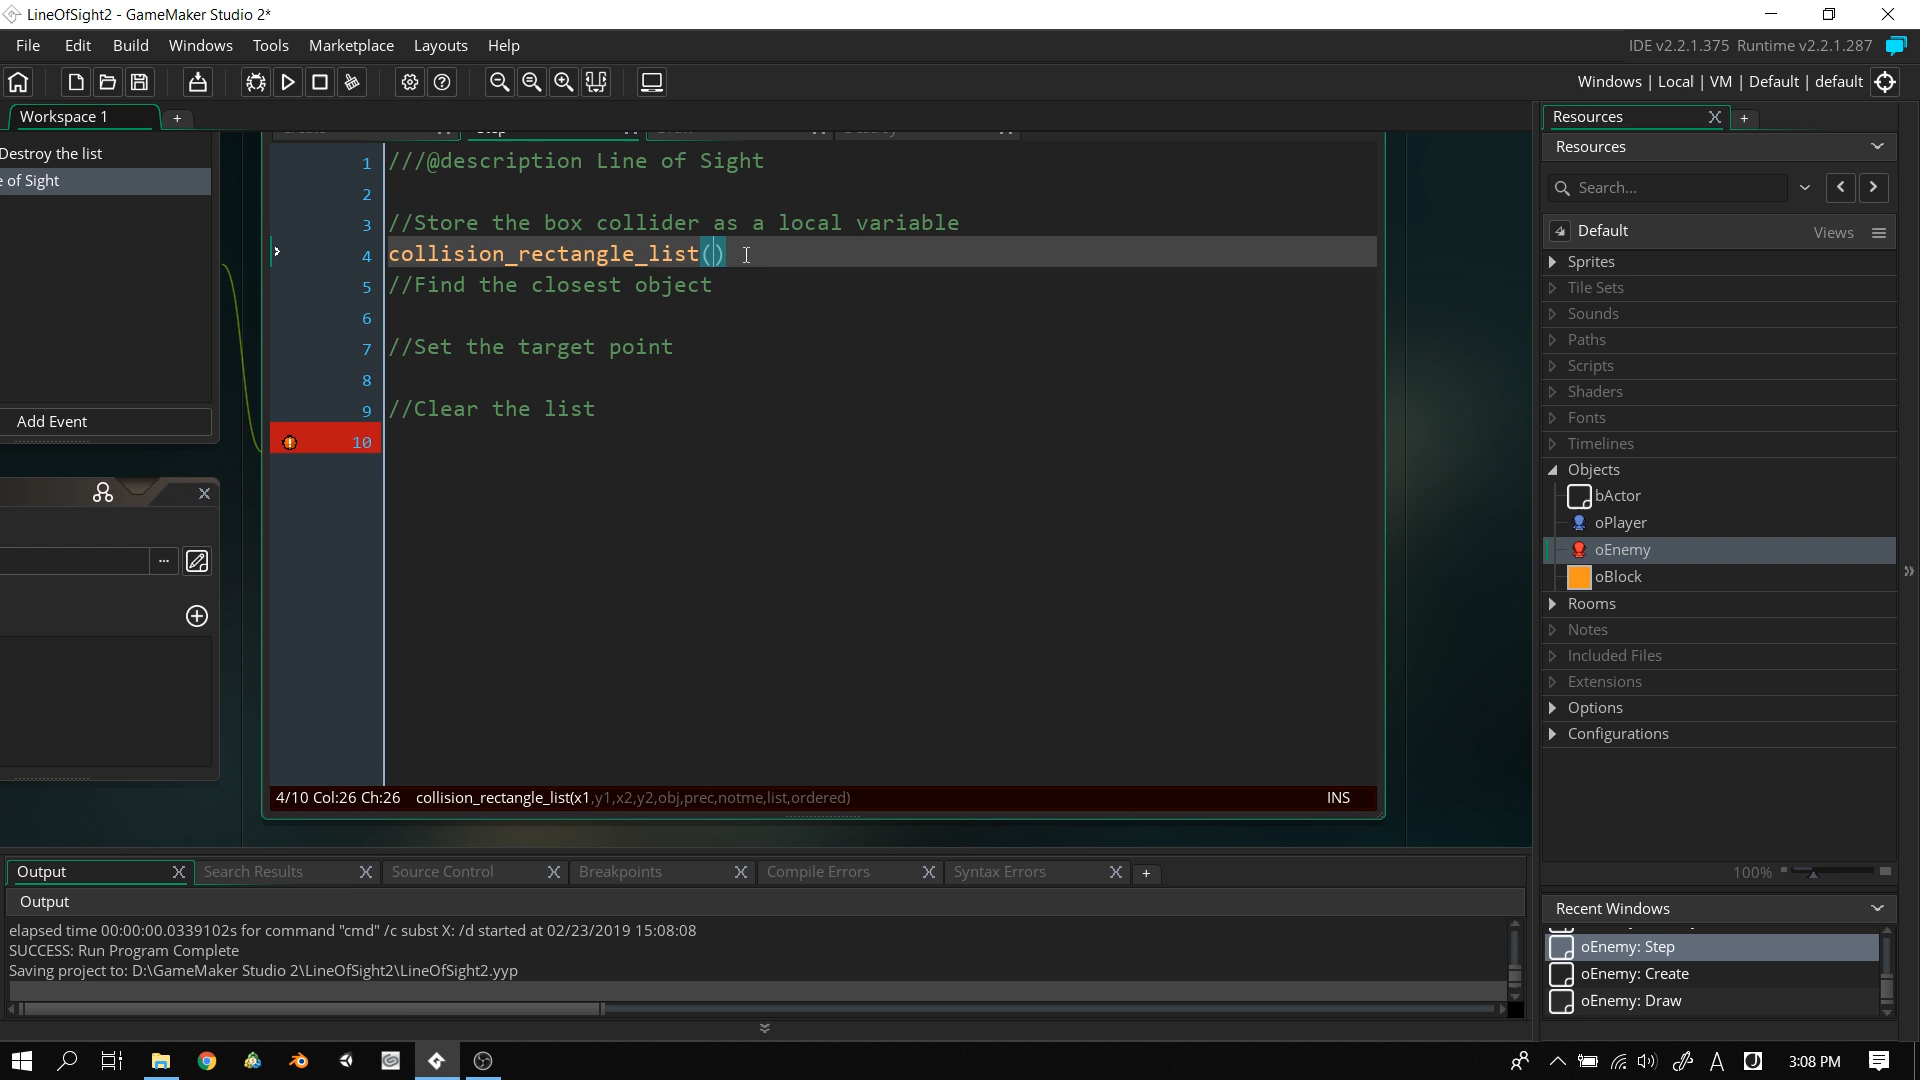 LineOfSight2 - GameMaker Studio 2*
File Edit Build Windows Tools Marketplace Layouts Help
IDE v2.2.1.375 Runtime v2.2.1.287
Windows | Local | VM | Default | default
Workspace 1
+
Destroy the list
e of Sight
Add Event
...
1 ///@description Line of Sight
2
3 //Store the box collider as a local variable
4 collision_rectangle_list()
5 //Find the closest object
6
7 //Set the target point
8
9 //Clear the list
10
4/10 Col:26 Ch:26 collision_rectangle_list(x1,y1,x2,y2,obj,prec,notme,list,ordered)
INS
Resources
+
Resources
Search...
Default
Views
Sprites
Tile Sets
Sounds
Paths
Scripts
Shaders
Fonts
Timelines
Objects
bActor
oPlayer
oEnemy
oBlock
Rooms
Notes
Included Files
Extensions
Options
Configurations
100%
Recent Windows
oEnemy: Step
oEnemy: Create
oEnemy: Draw
Output
Search Results
Source Control
Breakpoints
Compile Errors
Syntax Errors
+
Output
elapsed time 00:00:00.0339102s for command "cmd" /c subst X: /d started at 02/23/2019 15:08:08
SUCCESS: Run Program Complete
Saving project to: D:\GameMaker Studio 2\LineOfSight2\LineOfSight2.yyp
3:08 PM